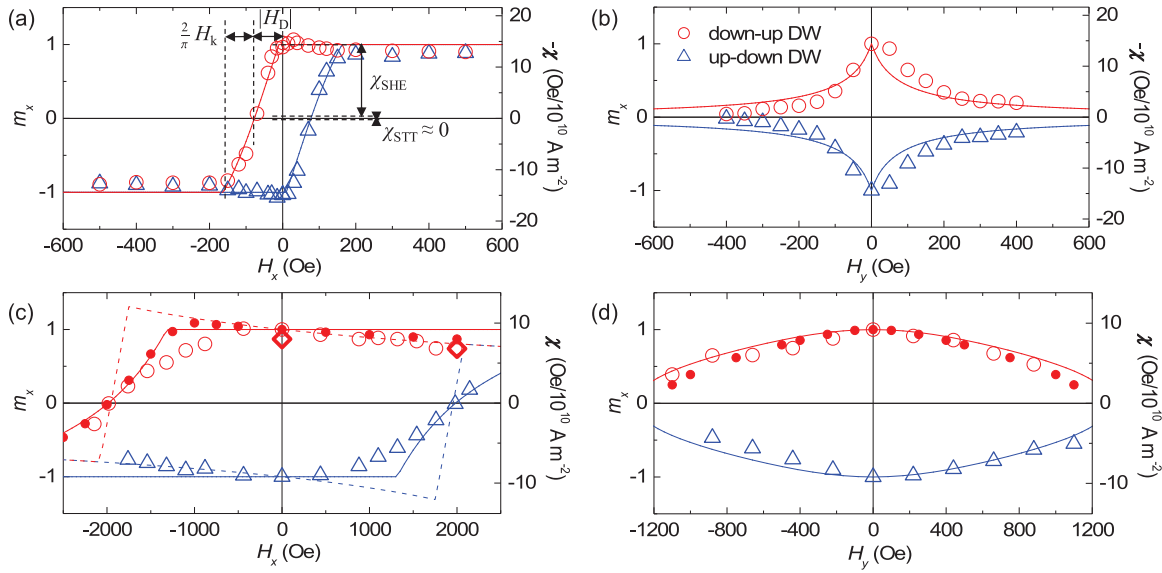 (a)
2/π Hk
|HD|
χSHE
χSTT ≈ 0
mx
1
0
-1
-χ
(Oe/10^10 A m^-2)
20
10
0
-10
-20
-600 -400 -200 0 200 400 600
Hx (Oe)
(b)
down-up DW
up-down DW
mx
1
0
1
-χ
(Oe/10^10 A m^-2)
20
10
0
-10
-20
-600 -400 -200 0 200 400 600
Hy (Oe)
(c)
mx
1
0
-1
χ (Oe/10^10 A m^-2)
10
0
-10
-2000 -1000 0 1000 2000
Hx (Oe)
(d)
mx
1
0
-1
χ (Oe/10^10 A m^-2)
10
0
-10
-1200 -800 -400 0 400 800 1200
Hy (Oe)